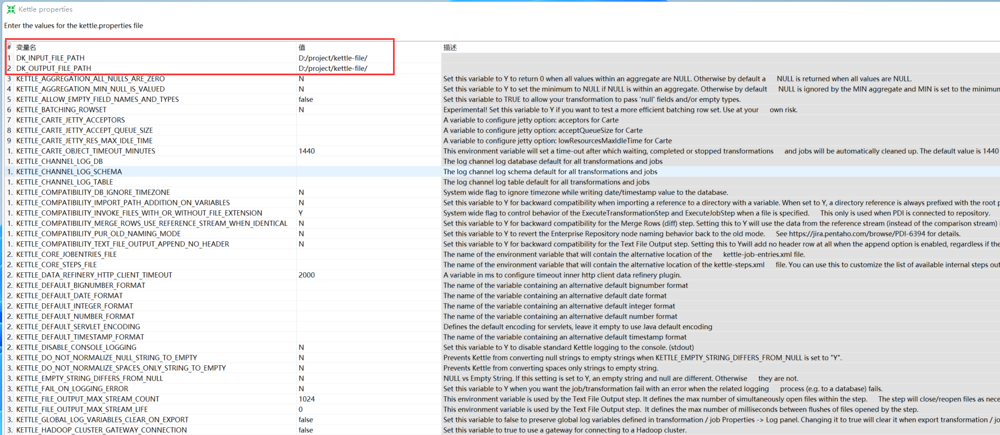 Kettle properties
Enter the values for the kettle.properties file
# 变量名 值 描述
1 DK_INPUT_FILE_PATH D:/project/kettle-file/
2 DK_OUTPUT_FILE_PATH D:/project/kettle-file/
3 KETTLE_AGGREGATION_ALL_NULLS_ARE_ZERO N Set this variable to Y to return 0 when all values within an aggregate are NULL. Otherwise by default a NULL is returned when all values are NULL.
4 KETTLE_AGGREGATION_MIN_NULL_IS_VALUED N Set this variable to Y to set the minimum to NULL if NULL is within an aggregate. Otherwise by default NULL is ignored by the MIN aggregate and MIN is set to the minimum
5 KETTLE_ALLOW_EMPTY_FIELD_NAMES_AND_TYPES false Set this variable to TRUE to allow your transformation to pass 'null' fields and/or empty types.
6 KETTLE_BATCHING_ROWSET N Experimental! Set this variable to Y if you want to test a more efficient batching row set. Use at your own risk.
7 KETTLE_CARTE_JETTY_ACCEPTORS A variable to configure jetty option: acceptors for Carte
8 KETTLE_CARTE_JETTY_ACCEPT_QUEUE_SIZE A variable to configure jetty option: acceptQueueSize for Carte
9 KETTLE_CARTE_JETTY_RES_MAX_IDLE_TIME A variable to configure jetty option: lowResourcesMaxIdleTime for Carte
1. KETTLE_CARTE_OBJECT_TIMEOUT_MINUTES 1440 This environment variable will set a time-out after which waiting, completed or stopped transformations and jobs will be automatically cleaned up. The default value is 1440
1. KETTLE_CHANNEL_LOG_DB The log channel log database default for all transformations and jobs
1. KETTLE_CHANNEL_LOG_SCHEMA The log channel log schema default for all transformations and jobs
1. KETTLE_CHANNEL_LOG_TABLE The log channel log table default for all transformations and jobs
1. KETTLE_COMPATIBILITY_DB_IGNORE_TIMEZONE N System wide flag to ignore timezone while writing date/timestamp value to the database.
1. KETTLE_COMPATIBILITY_IMPORT_PATH_ADDITION_ON_VARIABLES N Set this variable to Y for backward compatibility when importing a reference to a directory with a variable. When set to Y, a directory reference is always prefixed with the root p
1. KETTLE_COMPATIBILITY_INVOKE_FILES_WITH_OR_WITHOUT_FILE_EXTENSION Y System wide flag to control behavior of the ExecuteTransformationStep and ExecuteJobStep when a file is specified. This only is used when PDI is connected to repository.
1. KETTLE_COMPATIBILITY_MERGE_ROWS_USE_REFERENCE_STREAM_WHEN_IDENTICAL N Set this variable to Y for backward compatibility for the Merge Rows (diff) step. Setting this to Y will use the data from the reference stream (instead of the comparison stream) i
1. KETTLE_COMPATIBILITY_PUR_OLD_NAMING_MODE N Set this variable to Y to revert the Enterprise Repository node naming behavior back to the old mode. See https://jira.pentaho.com/browse/PDI-6394 for details.
1. KETTLE_COMPATIBILITY_TEXT_FILE_OUTPUT_APPEND_NO_HEADER N Set this variable to Y for backward compatibility for the Text File Output step. Setting this to Ywill add no header row at all when the append option is enabled, regardless if the
2. KETTLE_CORE_JOBENTRIES_FILE The name of the environment variable that will contain the alternative location of the kettle-job-entries.xml file.
2. KETTLE_CORE_STEPS_FILE The name of the environment variable that will contain the alternative location of the kettle-steps.xml file. You can use this to customize the list of available internal steps out
2. KETTLE_DATA_REFINERY_HTTP_CLIENT_TIMEOUT 2000 A variable in ms to configure timeout inner http client data refinery plugin.
2. KETTLE_DEFAULT_BIGNUMBER_FORMAT The name of the variable containing an alternative default bignumber format
2. KETTLE_DEFAULT_DATE_FORMAT The name of the variable containing an alternative default date format
2. KETTLE_DEFAULT_INTEGER_FORMAT The name of the variable containing an alternative default integer format
2. KETTLE_DEFAULT_NUMBER_FORMAT The name of the variable containing an alternative default number format
2. KETTLE_DEFAULT_SERVLET_ENCODING Defines the default encoding for servlets, leave it empty to use Java default encoding
2. KETTLE_DEFAULT_TIMESTAMP_FORMAT The name of the variable containing an alternative default timestamp format
2. KETTLE_DISABLE_CONSOLE_LOGGING N Set this variable to Y to disable standard Kettle logging to the console. (stdout)
3. KETTLE_DO_NOT_NORMALIZE_NULL_STRING_TO_EMPTY N Prevents Kettle from converting null strings to empty strings when KETTLE_EMPTY_STRING_DIFFERS_FROM_NULL is set to "Y".
3. KETTLE_DO_NOT_NORMALIZE_SPACES_ONLY_STRING_TO_EMPTY N Prevents Kettle from converting spaces only strings to empty string.
3. KETTLE_EMPTY_STRING_DIFFERS_FROM_NULL N NULL vs Empty String. If this setting is set to Y, an empty string and null are different. Otherwise they are not.
3. KETTLE_FAIL_ON_LOGGING_ERROR N Set this variable to Y when you want the job/transformation fail with an error when the related logging process (e.g. to a database) fails.
3. KETTLE_FILE_OUTPUT_MAX_STREAM_COUNT 1024 This environment variable is used by the Text File Output step. It defines the max number of simultaneously open files within the step. The step will close/reopen files as nece
3. KETTLE_FILE_OUTPUT_MAX_STREAM_LIFE 0 This environment variable is used by the Text File Output step. It defines the max number of milliseconds between flushes of files opened by the step.
3. KETTLE_GLOBAL_LOG_VARIABLES_CLEAR_ON_EXPORT false Set this variable to false to preserve global log variables defined in transformation / job Properties -> Log panel. Changing it to true will clear it when export transformation / jo
3. KETTLE_HADOOP_CLUSTER_GATEWAY_CONNECTION false Set this variable to true to use a gateway for connecting to a Hadoop cluster.